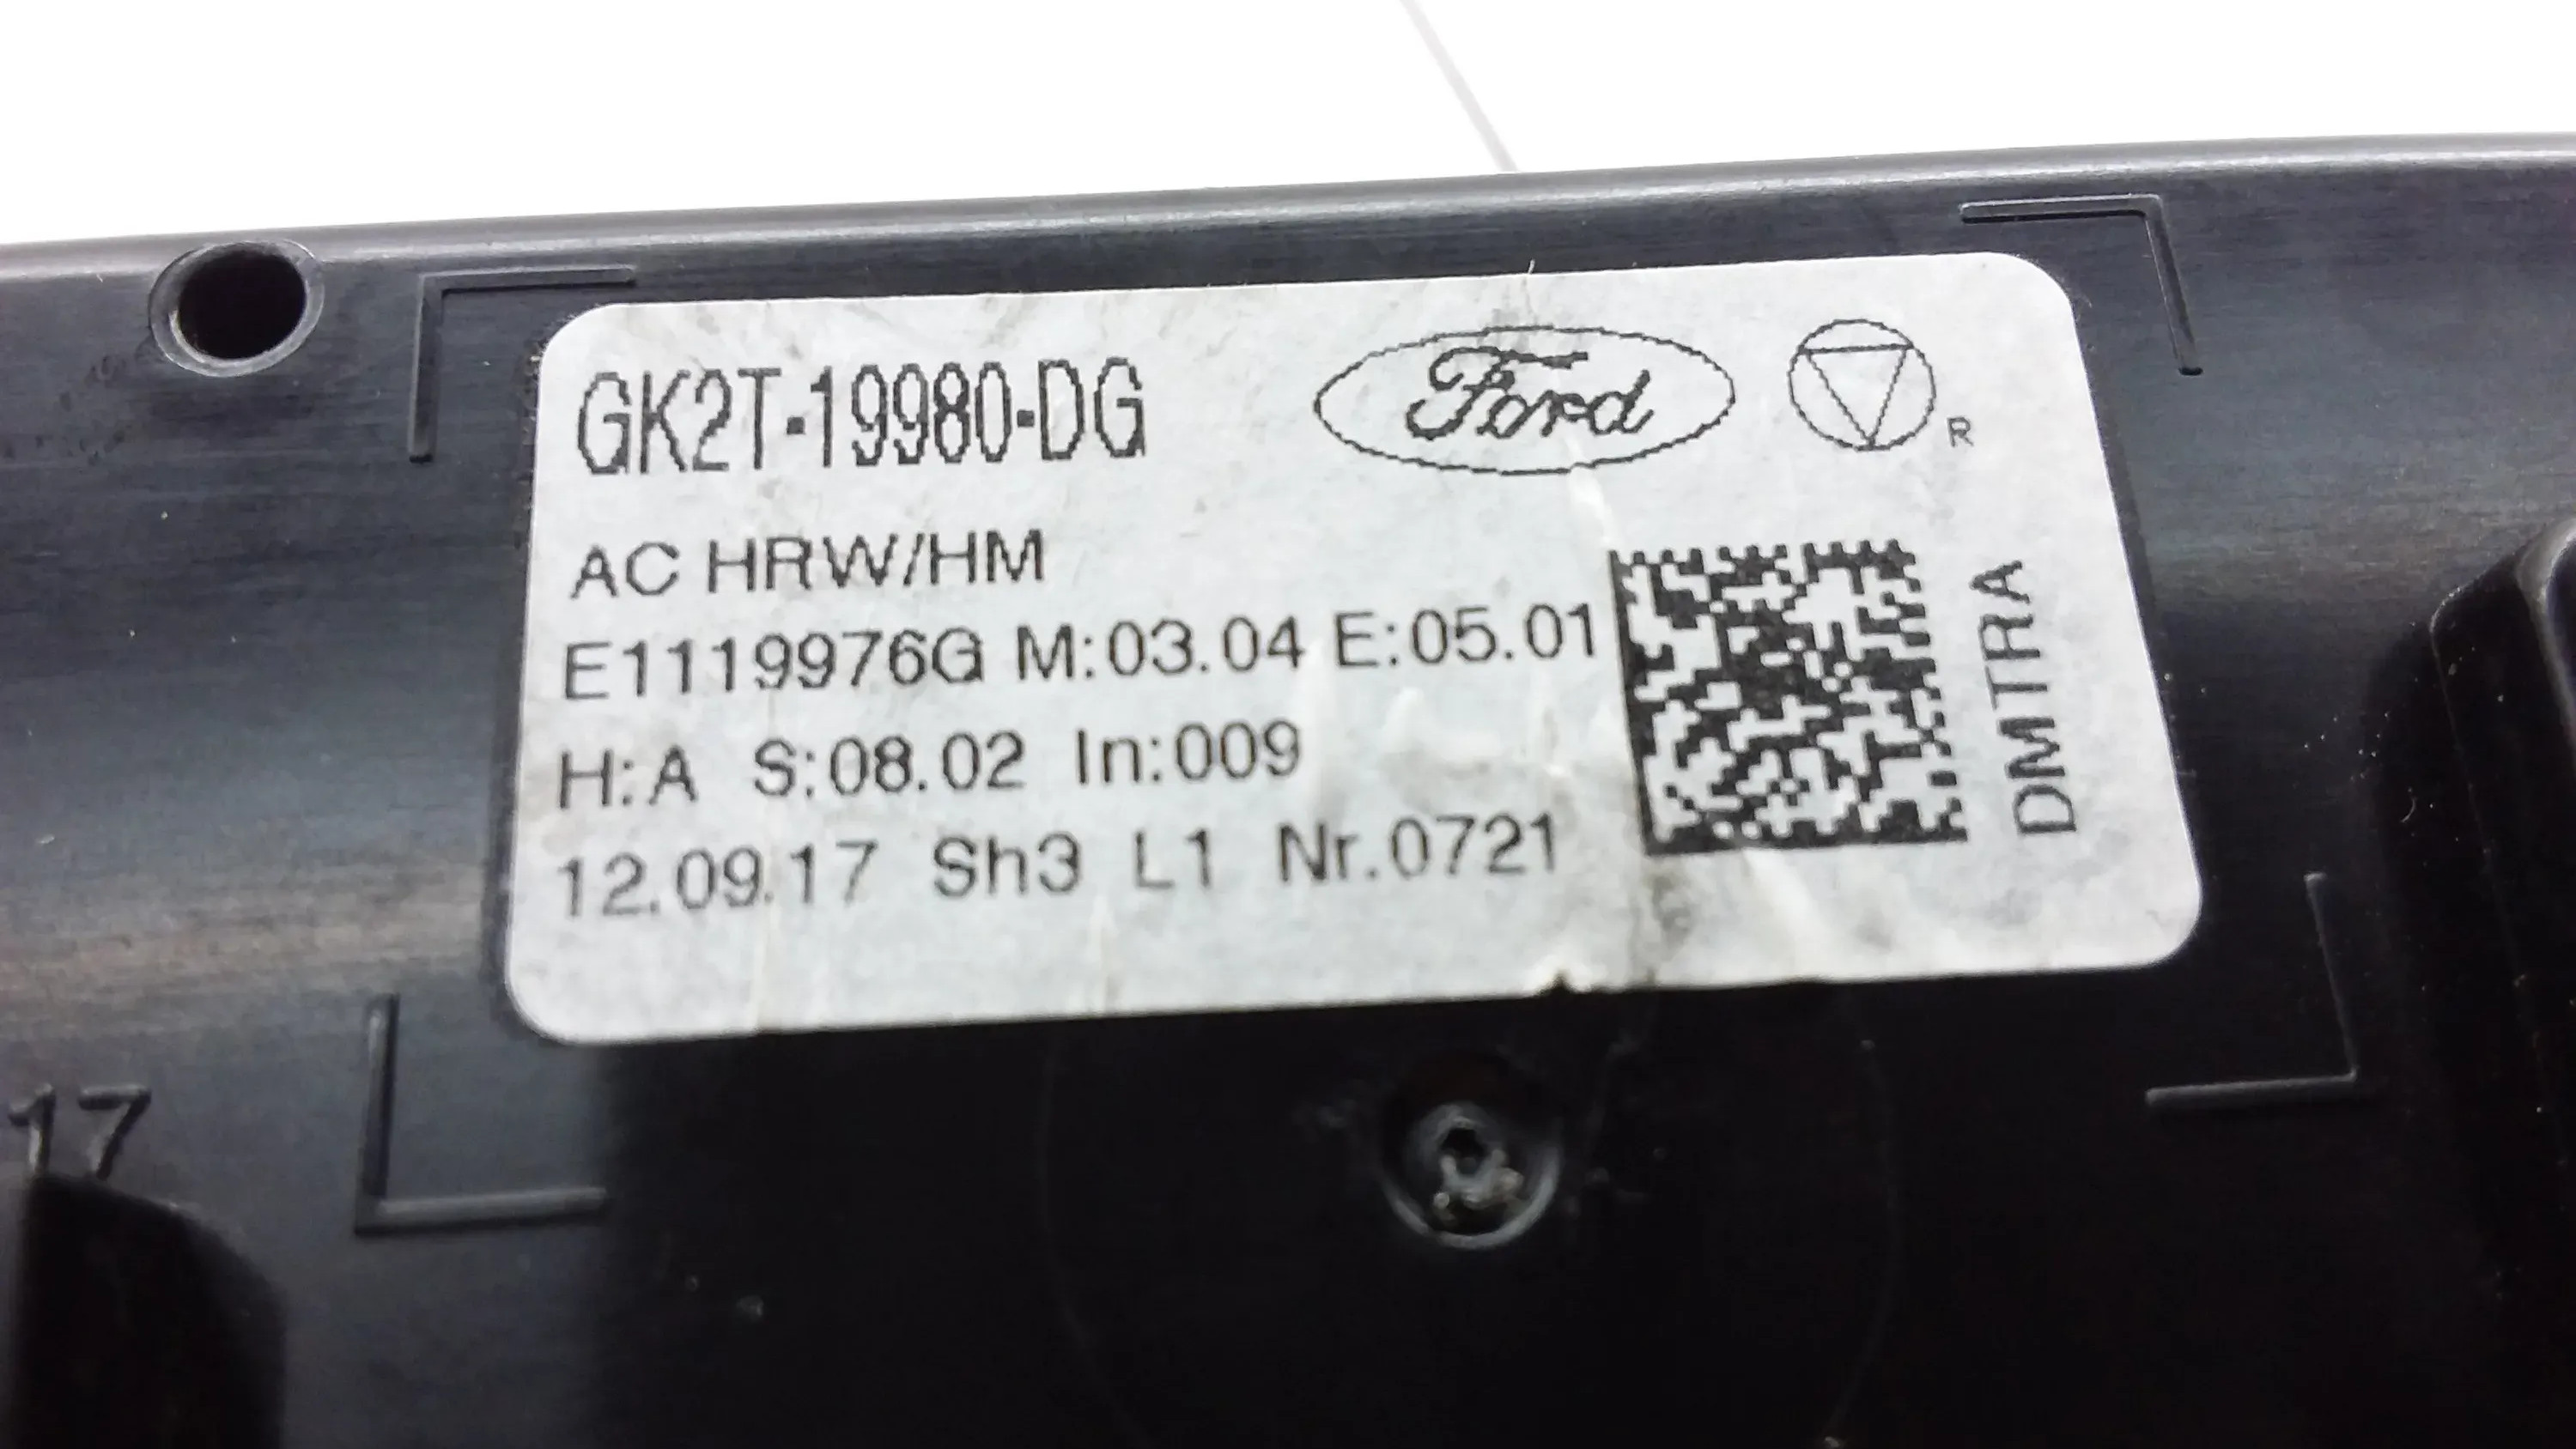 GK2T-19980-DG
Ford
R
AC HRW/HM
E1119976G M:03.04 E:05.01
H:A S:08.02 In:009
12.09.17 Sh3 L1 Nr.0721
DMTRA
17